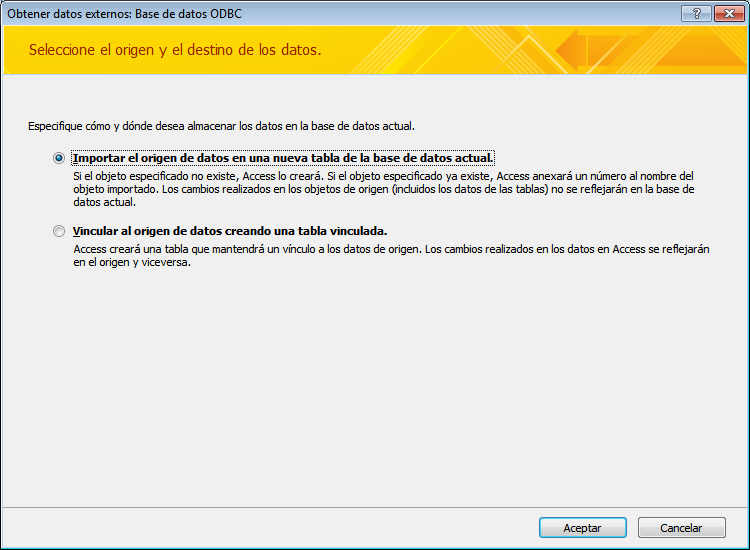 Obtener datos externos: Base de datos ODBC
Seleccione el origen y el destino de los datos.
Especifique cómo y dónde desea almacenar los datos en la base de datos actual.
Importar el origen de datos en una nueva tabla de la base de datos actual.
Si el objeto especificado no existe, Access lo creará. Si el objeto especificado ya existe, Access anexará un número al nombre del
objeto importado. Los cambios realizados en los objetos de origen (incluidos los datos de las tablas) no se reflejarán en la base de
datos actual.
Vincular al origen de datos creando una tabla vinculada.
Access creará una tabla que mantendrá un vínculo a los datos de origen. Los cambios realizados en los datos en Access se reflejarán
en el origen y viceversa.
Aceptar
Cancelar